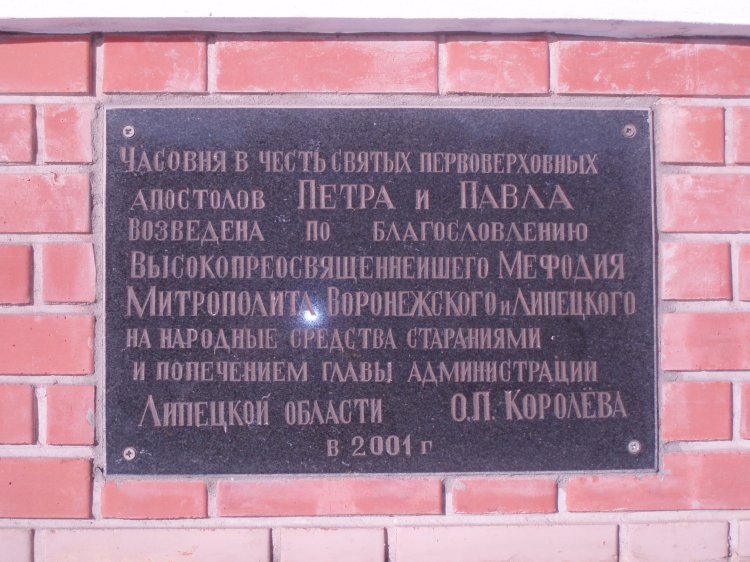 Часовня в честь святых первоверховных
апостолов Петра и Павла
возведена по благословлению
Высокопреосвященнейшего Мефодия
Митрополита Воронежского и Липецкого
на народные средства стараниями
и попечением главы администрации
Липецкой области О.П. Королёва
в 2001 г